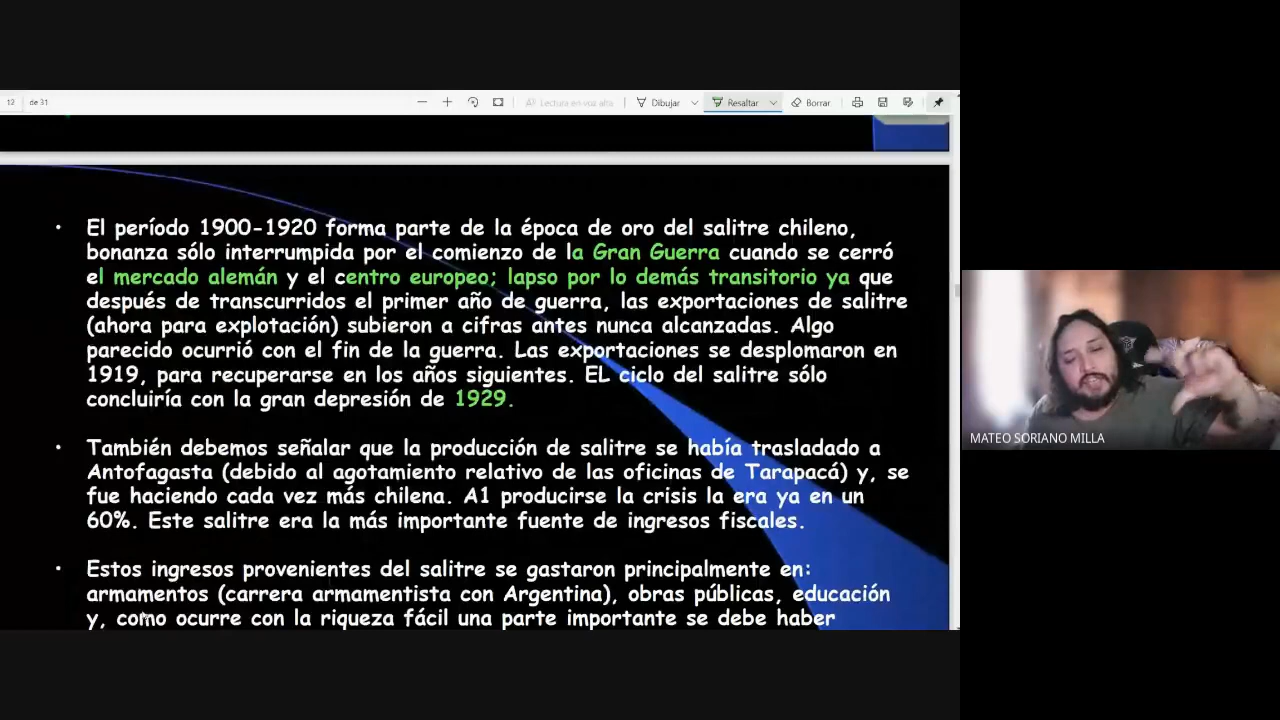 12 de 31
Lectura en voz alta
Dibujar
Resaltar
Borrar
• El período 1900-1920 forma parte de la época de oro del salitre chileno,
bonanza sólo interrumpida por el comienzo de la Gran Guerra cuando se cerró
el mercado alemán y el centro europeo; lapso por lo demás transitorio ya que
después de transcurridos el primer año de guerra, las exportaciones de salitre
(ahora para explotación) subieron a cifras antes nunca alcanzadas. Algo
parecido ocurrió con el fin de la guerra. Las exportaciones se desplomaron en
1919, para recuperarse en los años siguientes. EL ciclo del salitre sólo
concluiría con la gran depresión de 1929.
• También debemos señalar que la producción de salitre se había trasladado a
Antofagasta (debido al agotamiento relativo de las oficinas de Tarapacá) y, se
fue haciendo cada vez más chilena. A1 producirse la crisis la era ya en un
60%. Este salitre era la más importante fuente de ingresos fiscales.
• Estos ingresos provenientes del salitre se gastaron principalmente en:
armamentos (carrera armamentista con Argentina), obras públicas, educación
y, como ocurre con la riqueza fácil una parte importante se debe haber
MATEO SORIANO MILLA